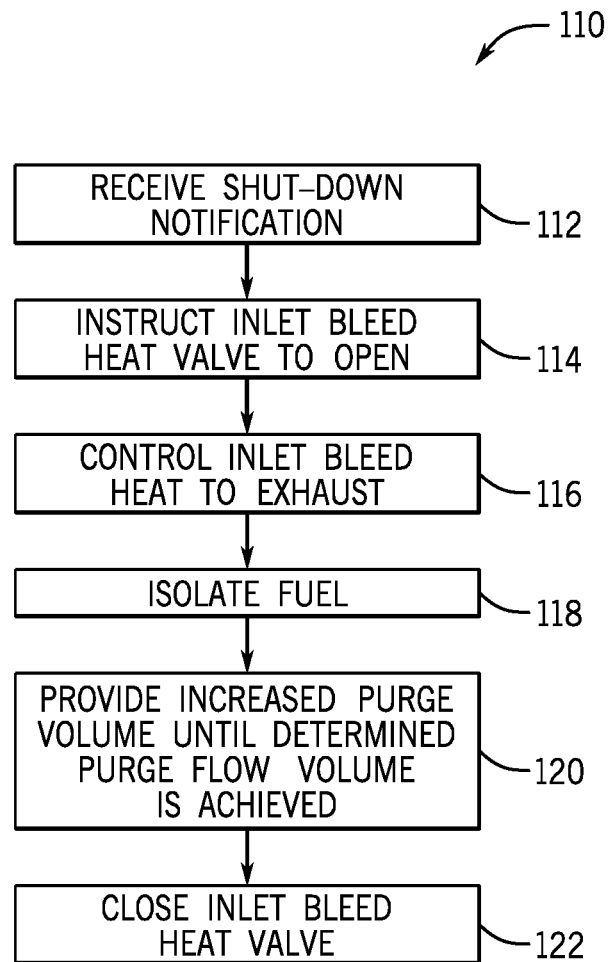 110
RECEIVE SHUT-DOWN
NOTIFICATION
112
INSTRUCT INLET BLEED
HEAT VALVE TO OPEN
114
CONTROL INLET BLEED
HEAT TO EXHAUST
116
ISOLATE FUEL
118
PROVIDE INCREASED PURGE
VOLUME UNTIL DETERMINED
PURGE FLOW VOLUME
IS ACHIEVED
120
CLOSE INLET BLEED
HEAT VALVE
122